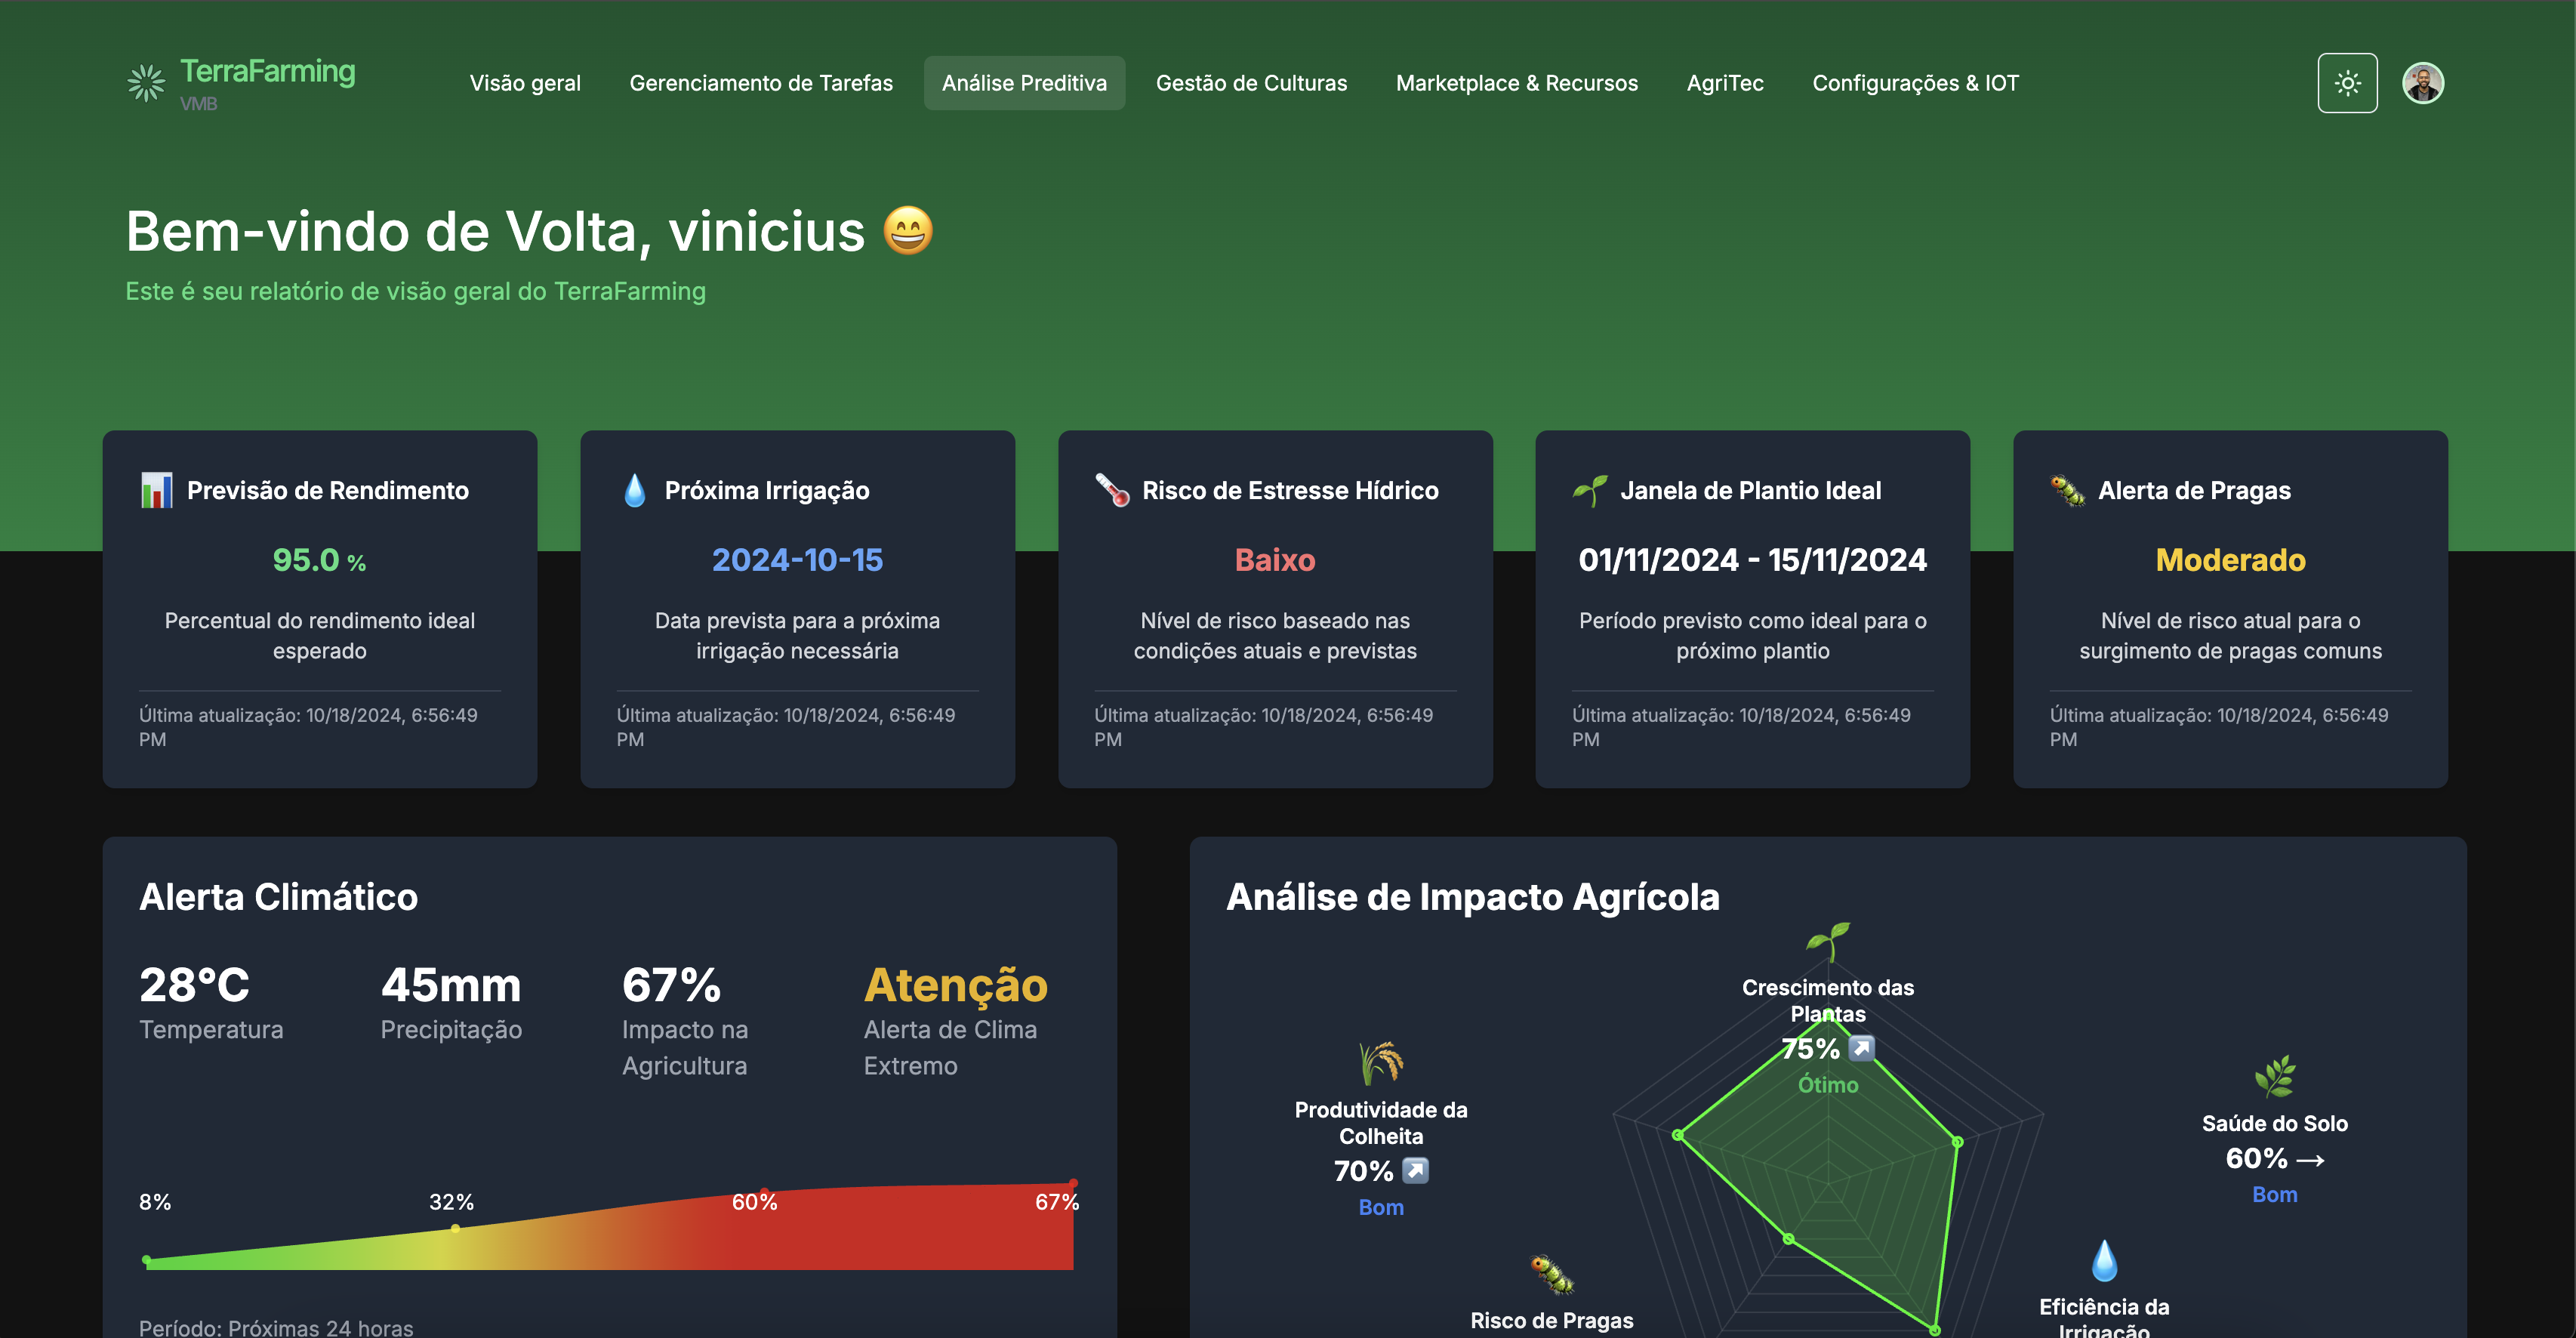 TerraFarming
VMB
Visão geral
Gerenciamento de Tarefas
Análise Preditiva
Gestão de Culturas
Marketplace & Recursos
AgriTec
Configurações & IOT
Bem-vindo de Volta, vinicius 😄
Este é seu relatório de visão geral do TerraFarming
Previsão de Rendimento
95.0 %
Percentual do rendimento ideal
esperado
Última atualização: 10/18/2024, 6:56:49
PM
Próxima Irrigação
2024-10-15
Data prevista para a próxima
irrigação necessária
Última atualização: 10/18/2024, 6:56:49
PM
Risco de Estresse Hídrico
Baixo
Nível de risco baseado nas
condições atuais e previstas
Última atualização: 10/18/2024, 6:56:49
PM
Janela de Plantio Ideal
01/11/2024 - 15/11/2024
Período previsto como ideal para o
próximo plantio
Última atualização: 10/18/2024, 6:56:49
PM
Alerta de Pragas
Moderado
Nível de risco atual para o
surgimento de pragas comuns
Última atualização: 10/18/2024, 6:56:49
PM
Alerta Climático
28°C
Temperatura
45mm
Precipitação
67%
Impacto na
Agricultura
Atenção
Alerta de Clima
Extremo
8%
32%
60%
67%
Período: Próximas 24 horas
Análise de Impacto Agrícola
Crescimento das
Plantas
75% ↗
Ótimo
Produtividade da
Colheita
70% ↗
Bom
Saúde do Solo
60% →
Bom
Risco de Pragas
Eficiência da
Irrigação